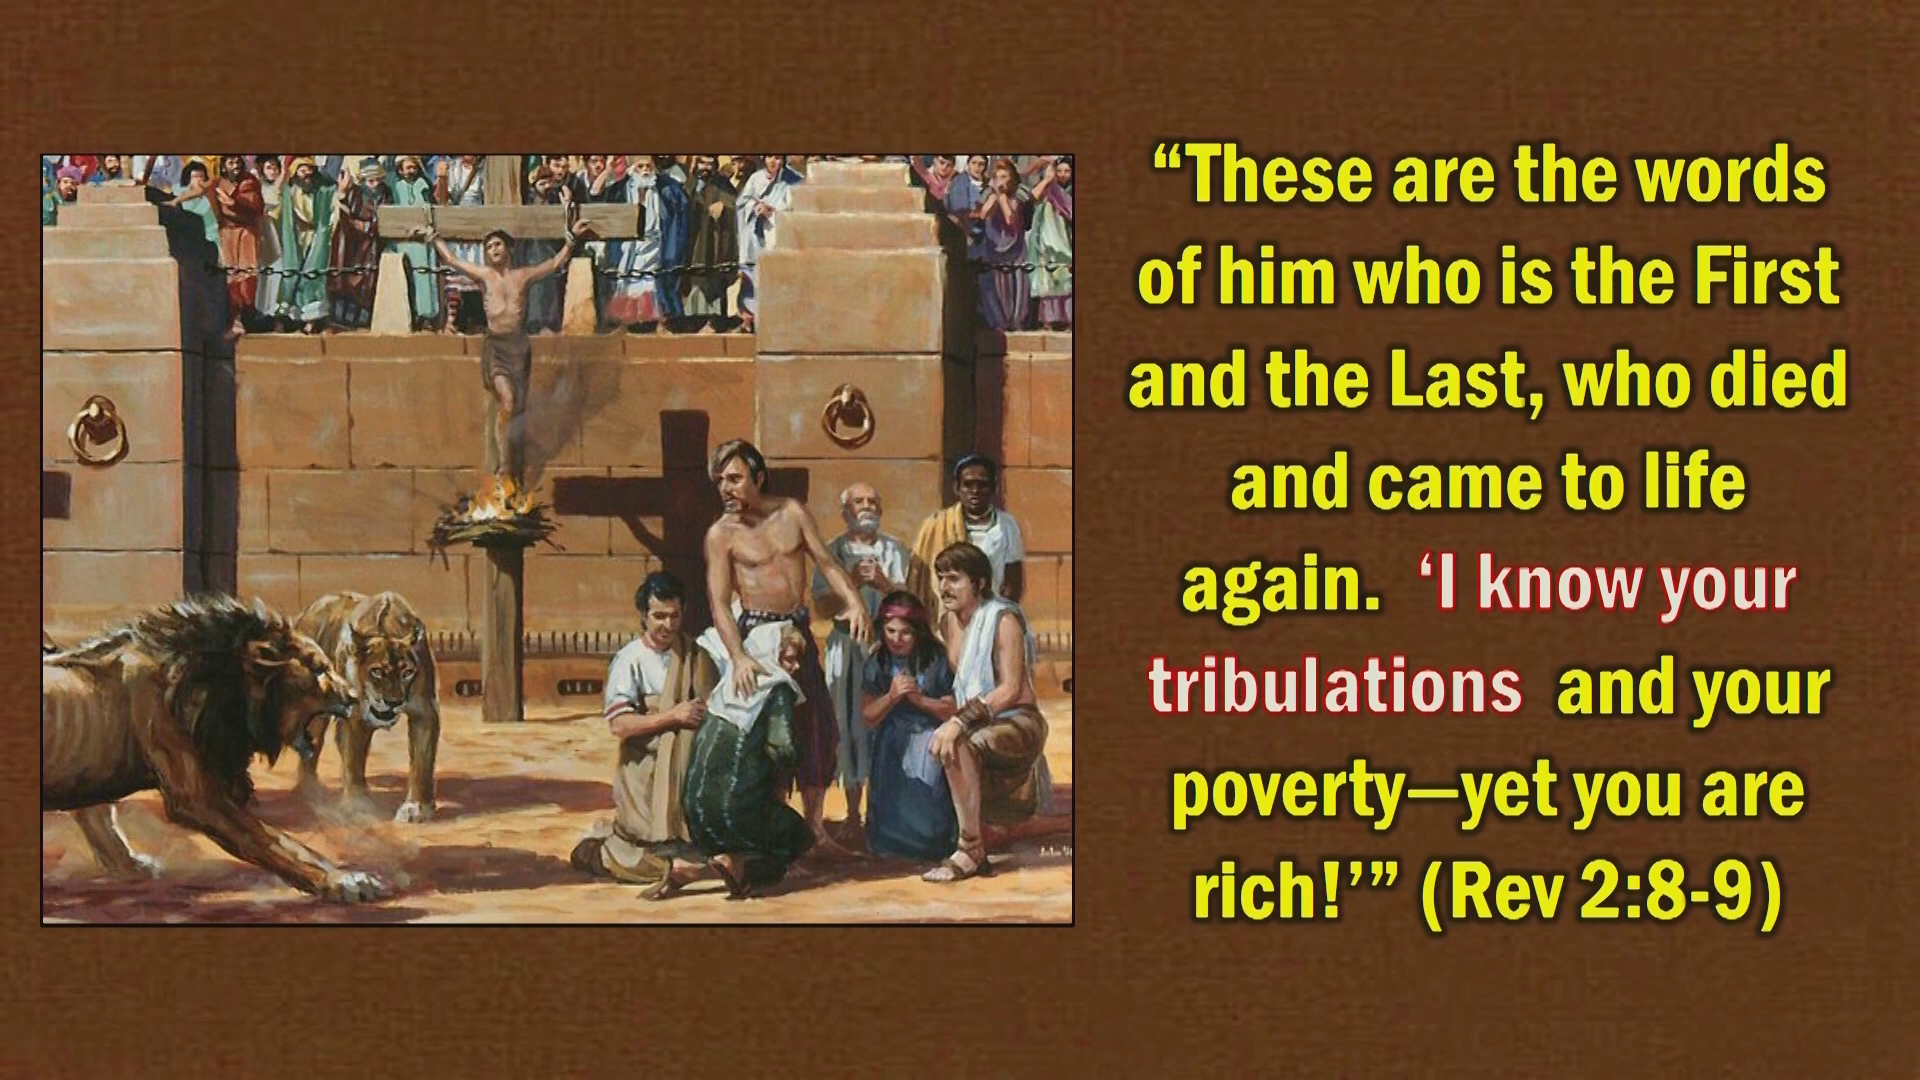 “These are the words
of him who is the First
and the Last, who died
and came to life
again. ‘I know your
tribulations and your
poverty—yet you are
rich!’” (Rev 2:8-9)